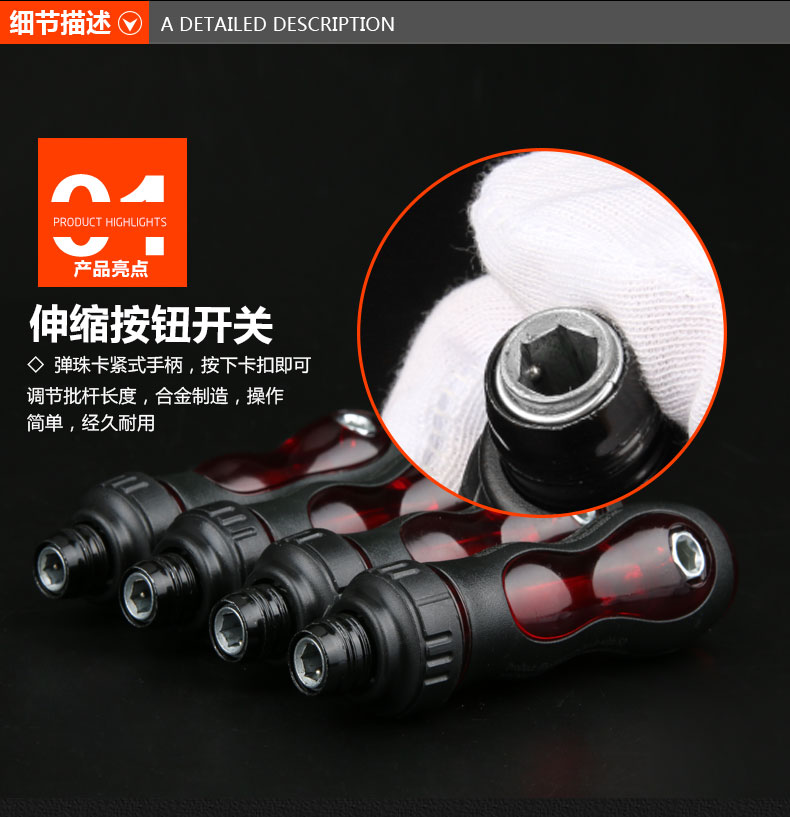 细节描述
A DETAILED DESCRIPTION
01
PRODUCT HIGHLIGHTS
产品亮点
伸缩按钮开关
◇ 弹珠卡紧式手柄，按下卡扣即可
调节批杆长度，合金制造，操作
简单，经久耐用